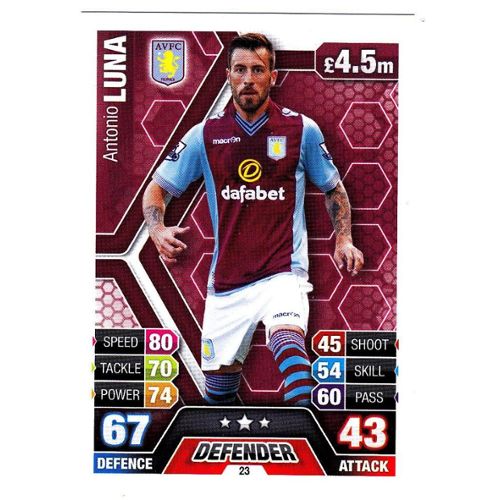 Antonio LUNA
AVFC
£4.5m
macron
dafabet
SPEED 80
TACKLE 70
POWER 74
45 SHOOT
54 SKILL
60 PASS
67
DEFENCE
DEFENDER
23
43
ATTACK